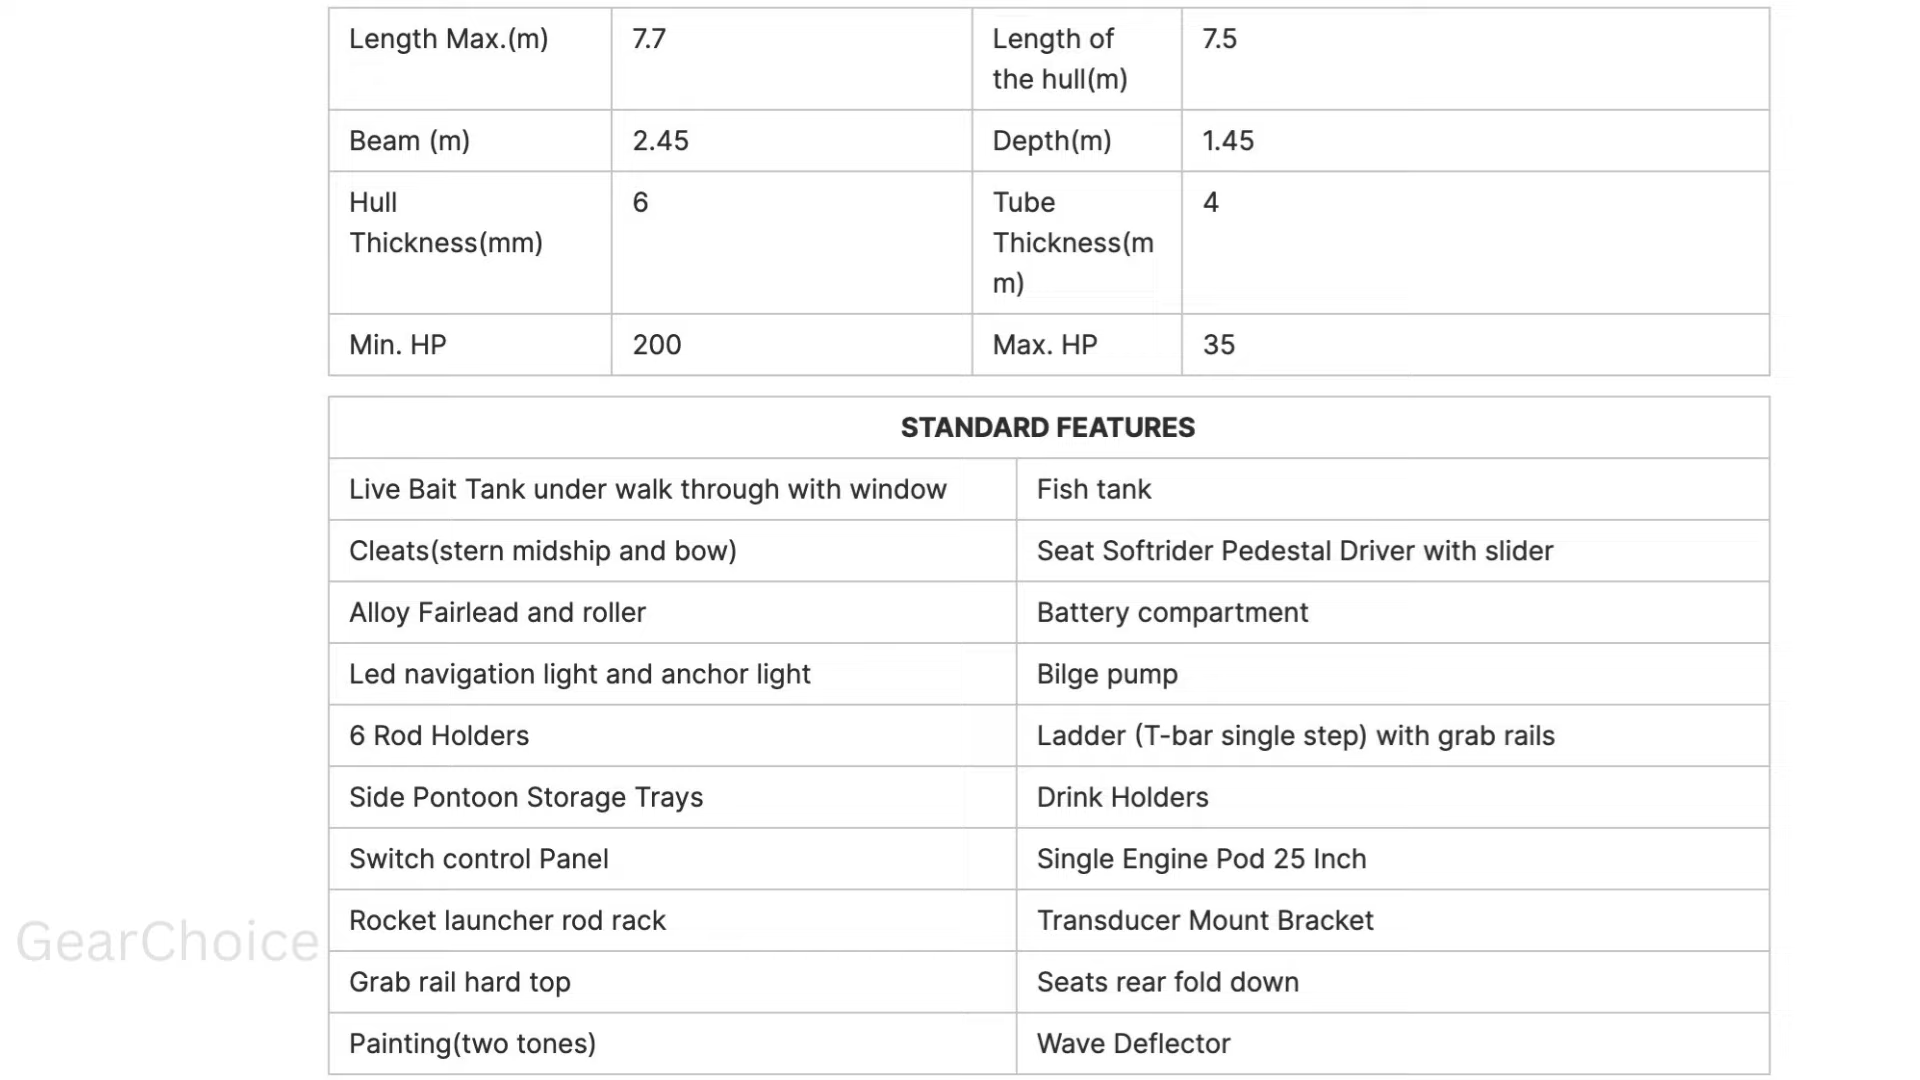 Length Max.(m) 7.7 Length of
the hull(m) 7.5
Beam (m) 2.45 Depth(m) 1.45
Hull
Thickness(mm) 6 Tube
Thickness(m
m) 4
Min. HP 200 Max. HP 35
STANDARD FEATURES
Live Bait Tank under walk through with window Fish tank
Cleats(stern midship and bow) Seat Softrider Pedestal Driver with slider
Alloy Fairlead and roller Battery compartment
Led navigation light and anchor light Bilge pump
6 Rod Holders Ladder (T-bar single step) with grab rails
Side Pontoon Storage Trays Drink Holders
Switch control Panel Single Engine Pod 25 Inch
Rocket launcher rod rack Transducer Mount Bracket
GearChoice
Grab rail hard top Seats rear fold down
Painting(two tones) Wave Deflector